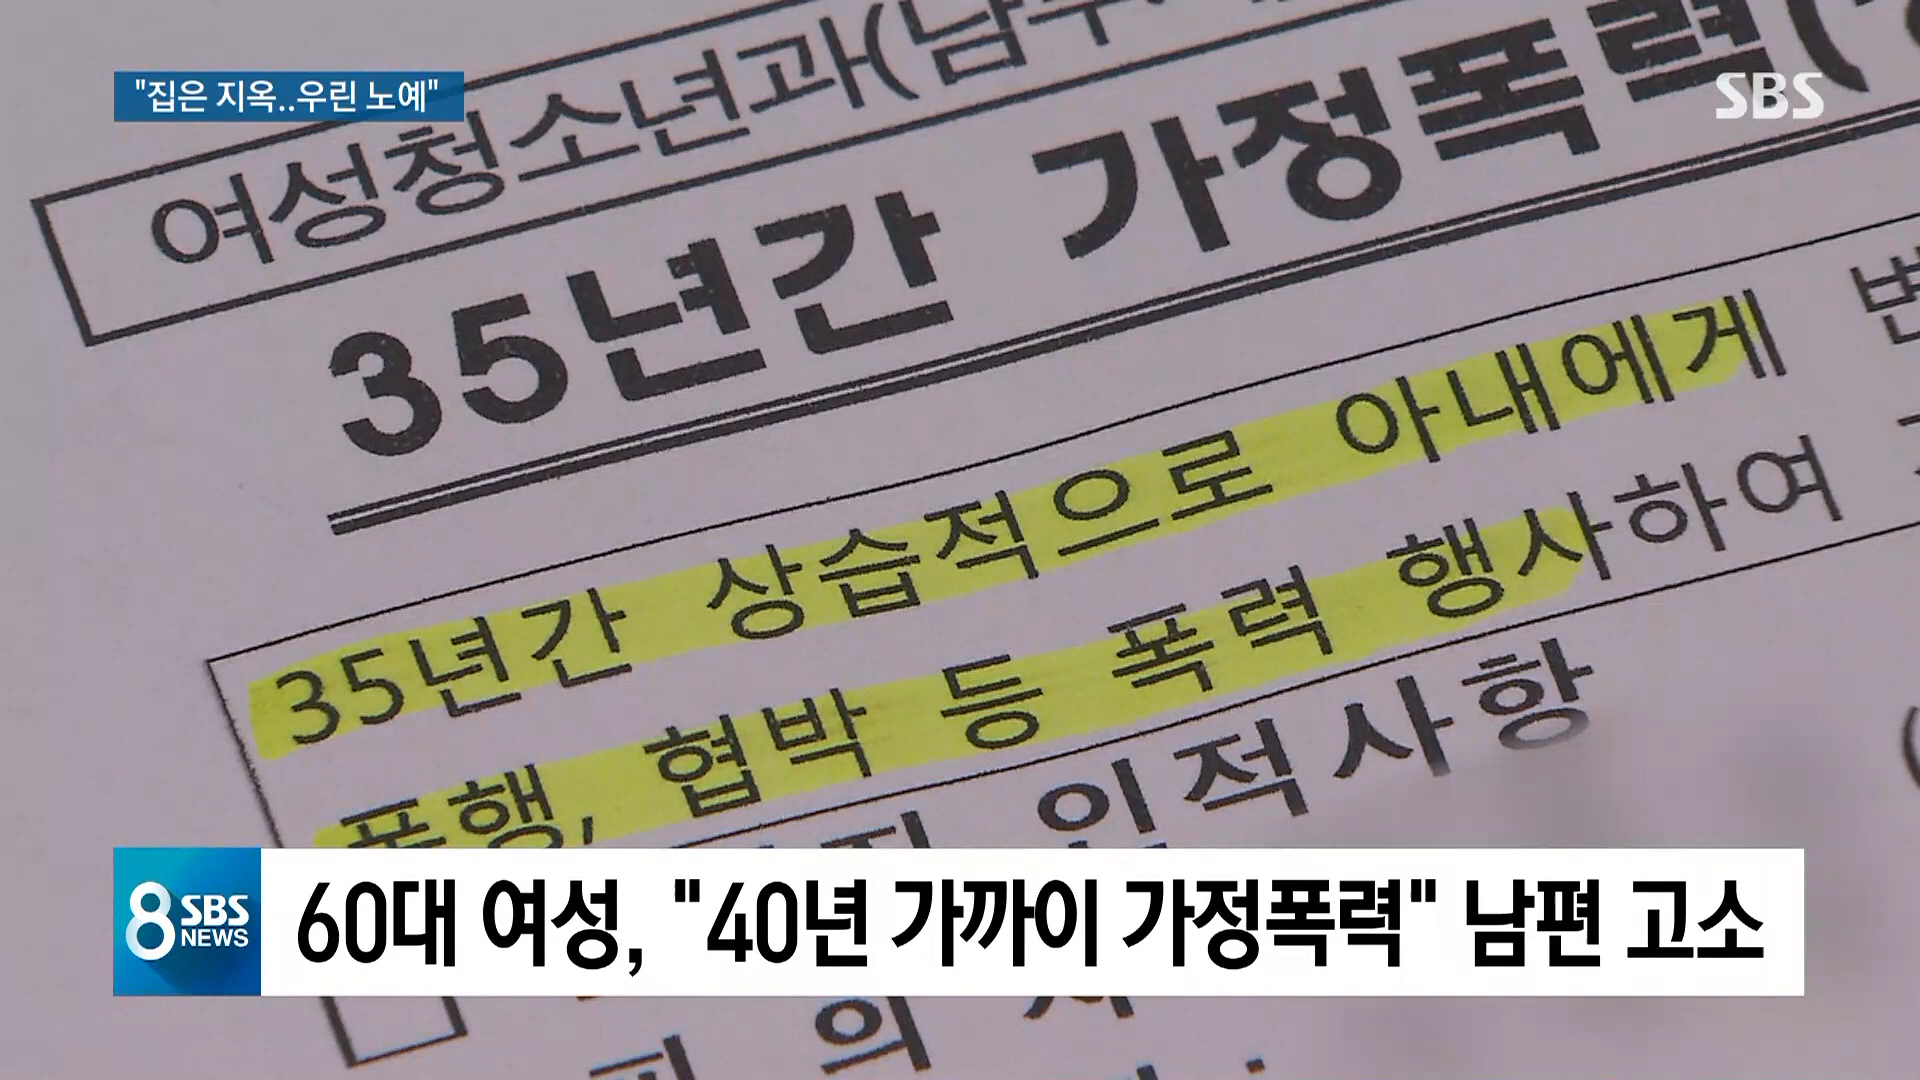 "집은 지옥..우린 노예"
SBS
여성청소년과(남부
35년간 가정폭력(
35년간 상습적으로 아내에게
폭행, 협박 등 폭력 행사하여
인적사항
8 SBS NEWS
60대 여성, "40년 가까이 가정폭력" 남편 고소
의